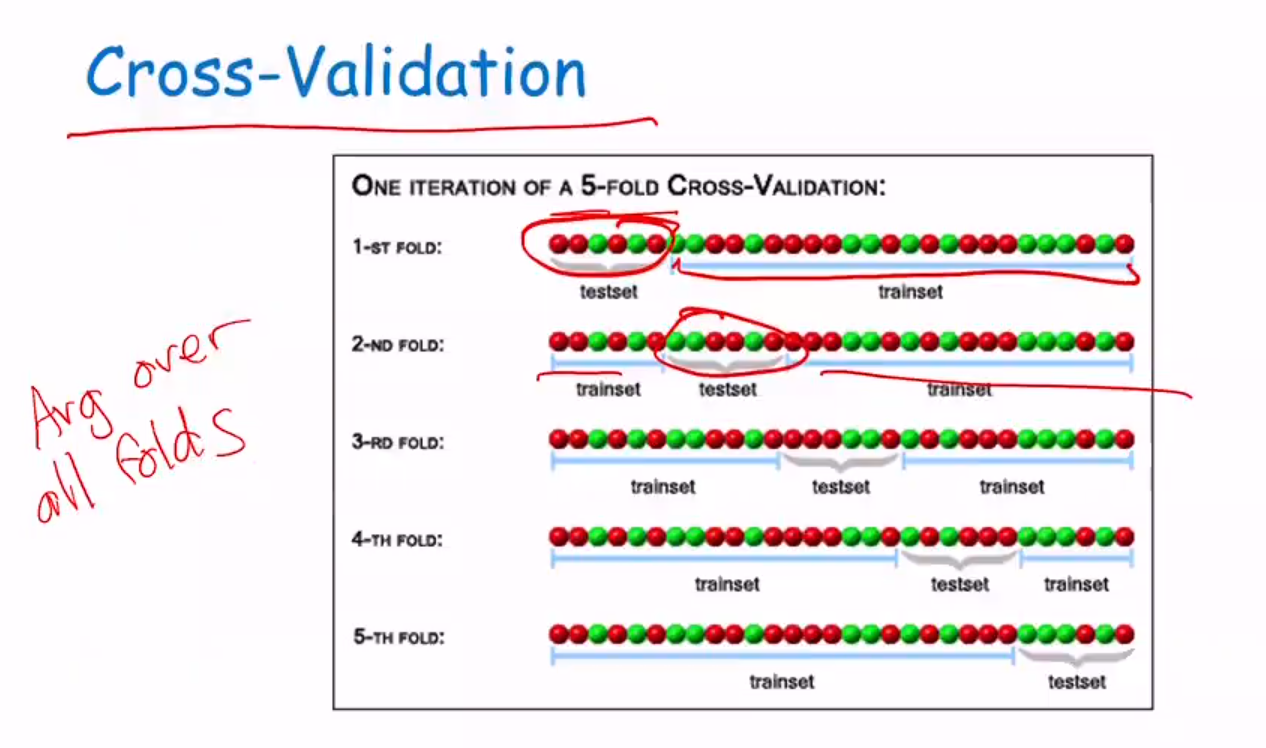 Cross-Validation
ONE ITERATION OF A 5-FOLD CROSS-VALIDATION:
1-ST FOLD:
testset
trainset
2-ND FOLD:
trainset
testset
trainset
3-RD FOLD:
trainset
testset
trainset
4-TH FOLD:
trainset
testset
trainset
5-TH FOLD:
trainset
testset
Avg over
all folds